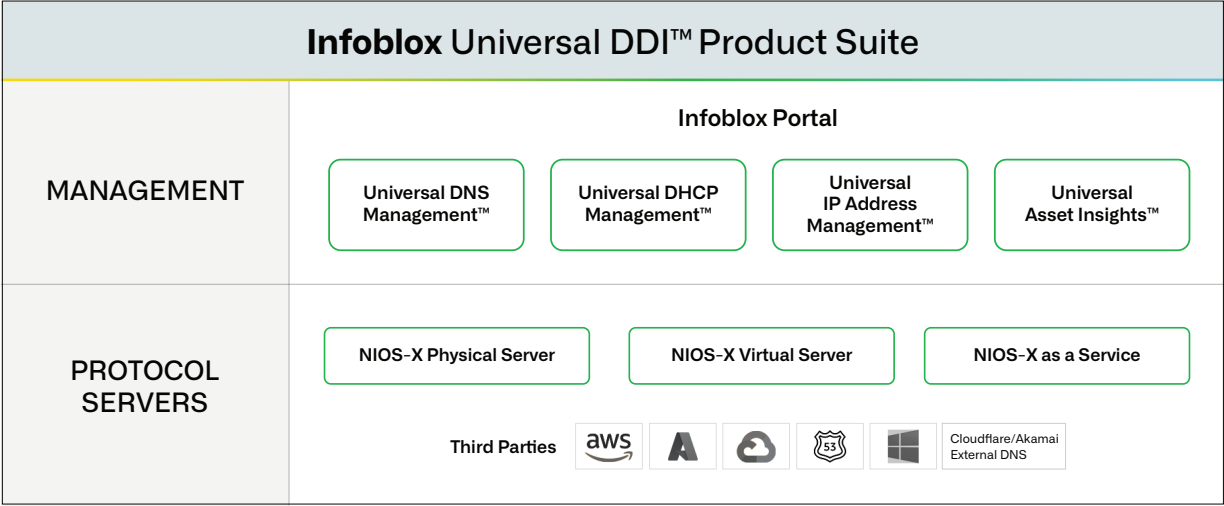 Infoblox Universal DDI™ Product Suite
MANAGEMENT
Infoblox Portal
Universal DNS
Management™
Universal DHCP
Management™
Universal
IP Address
Management™
Universal
Asset Insights™
PROTOCOL
SERVERS
NIOS-X Physical Server
NIOS-X Virtual Server
NIOS-X as a Service
Third Parties
aws
53
Cloudflare/Akamai
External DNS